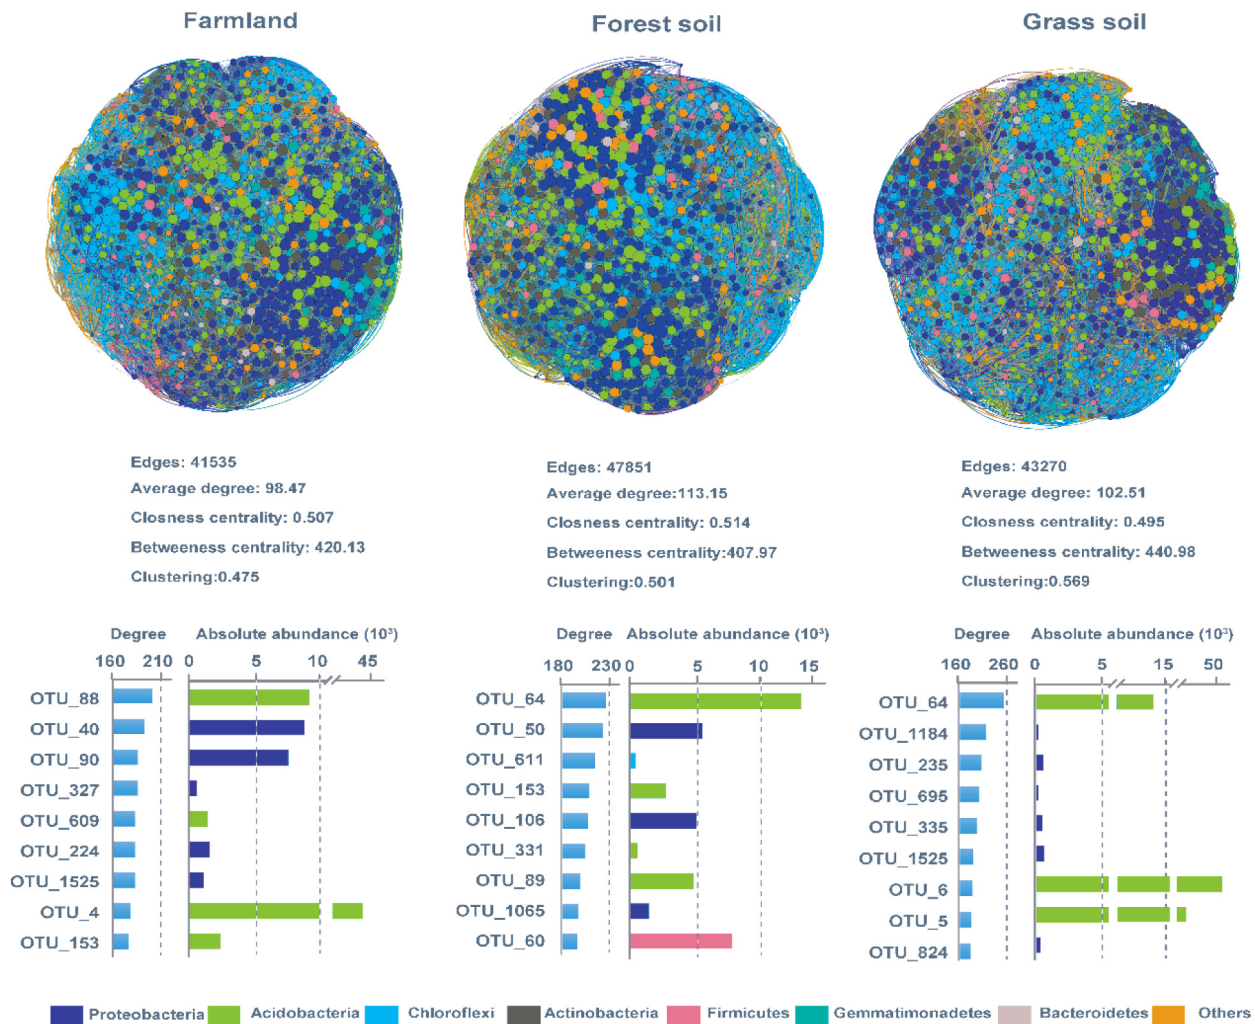 Farmland
Forest soil
Grass soil
Edges: 41535
Average degree: 98.47
Closness centrality: 0.507
Betweeness centrality: 420.13
Clustering:0.475
Edges: 47851
Average degree:113.15
Closness centrality: 0.514
Betweeness centrality:407.97
Clustering:0.501
Edges: 43270
Average degree: 102.51
Closness centrality: 0.495
Betweeness centrality: 440.98
Clustering:0.569
Degree Absolute abundance (10³)
160 210 0 5 10 45
OTU_88
OTU_40
OTU_90
OTU_327
OTU_609
OTU_224
OTU_1525
OTU_4
OTU_153
Degree Absolute abundance (10³)
180 230 0 5 10 15
OTU_64
OTU_50
OTU_611
OTU_153
OTU_106
OTU_331
OTU_89
OTU_1065
OTU_60
Degree Absolute abundance (10³)
160 260 0 5 15 50
OTU_64
OTU_1184
OTU_235
OTU_695
OTU_335
OTU_1525
OTU_6
OTU_5
OTU_824
Proteobacteria Acidobacteria Chloroflexi Actinobacteria Firmicutes Gemmatimonadetes Bacteroidetes Others